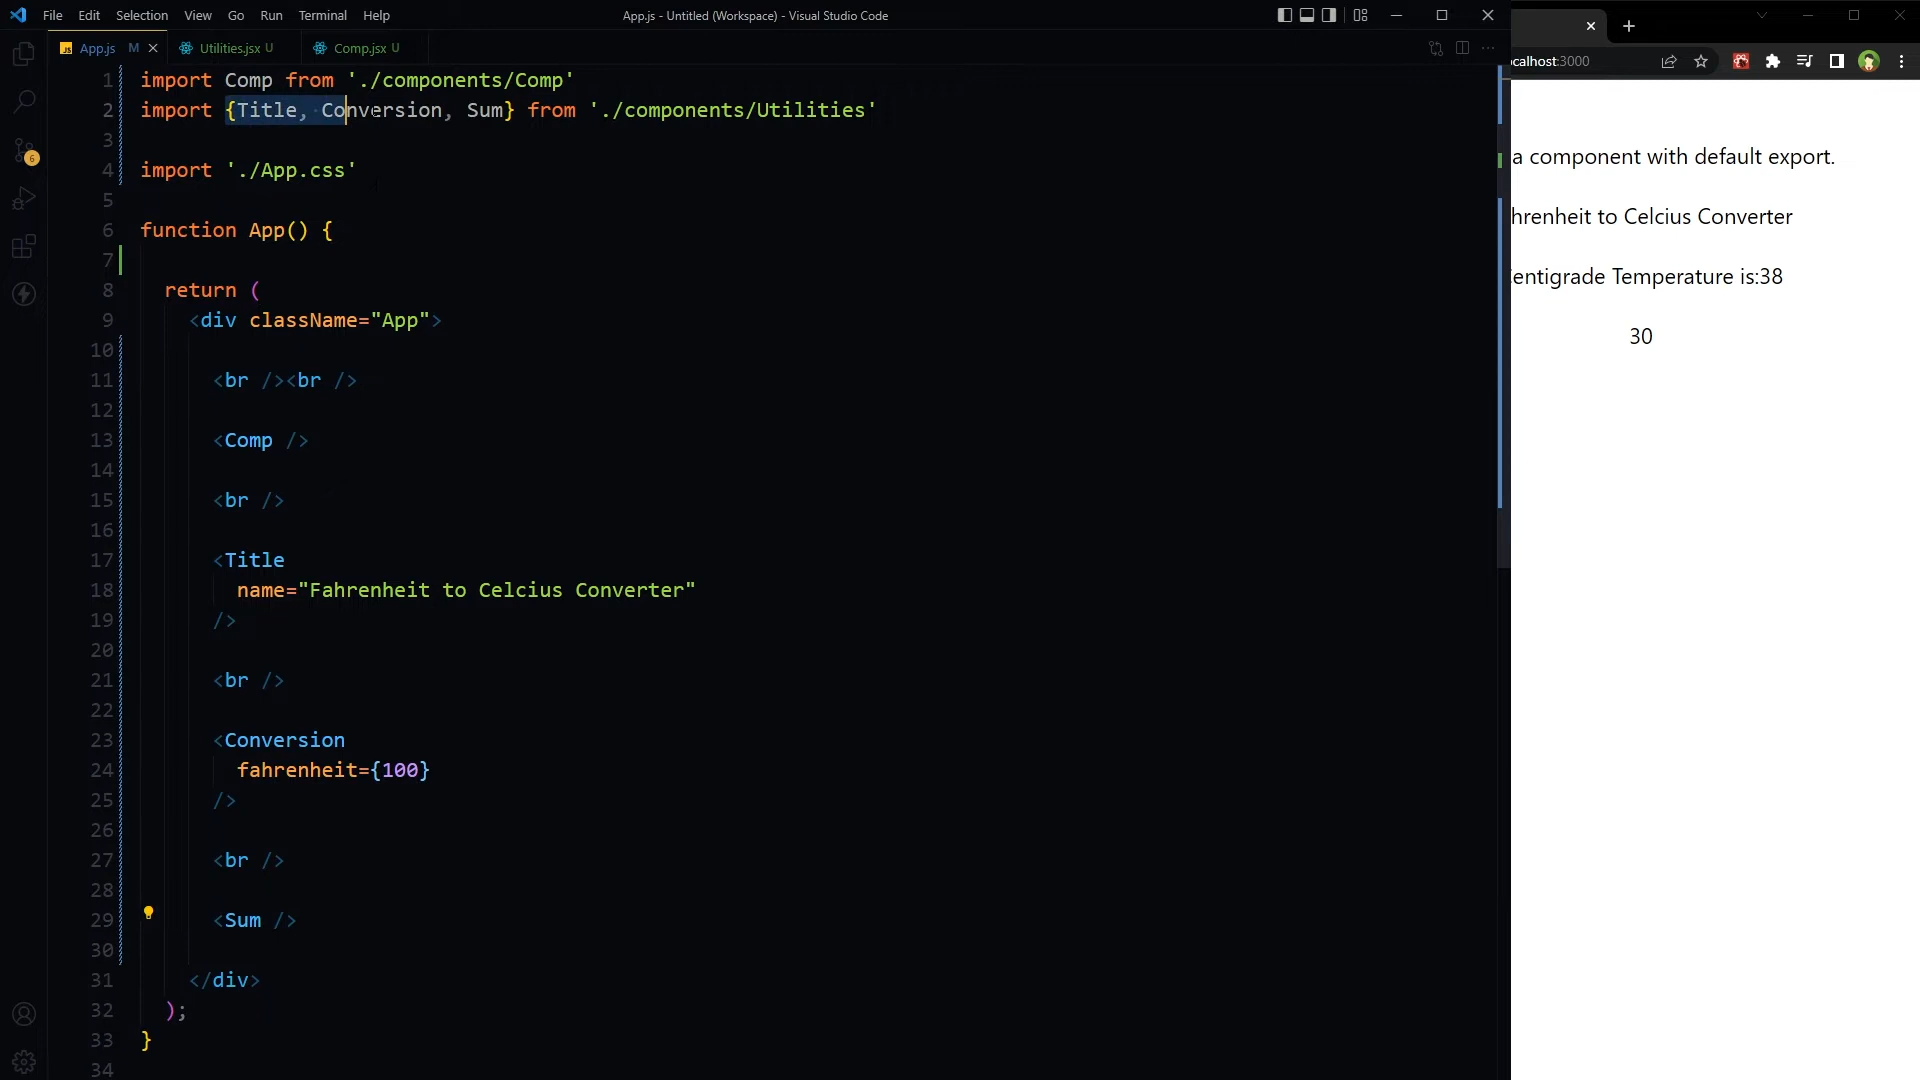 File Edit Selection View Go Run Terminal Help
App.js - Untitled (Workspace) - Visual Studio Code
JS App.js M
Utilities.jsx U
Comp.jsx U
1 import Comp from './components/Comp'
2 import {Title, Conversion, Sum} from './components/Utilities'
3
4 import './App.css'
5
6 function App() {
7
8 return (
9 <div className="App">
10
11 <br /><br />
12
13 <Comp />
14
15 <br />
16
17 <Title
18 name="Fahrenheit to Celcius Converter"
19 />
20
21 <br />
22
23 <Conversion
24 fahrenheit={100}
25 />
26
27 <br />
28
29 <Sum />
30
31 </div>
32 );
33 }
34
6
calhost:3000
a component with default export.
hrenheit to Celcius Converter
entigrade Temperature is:38
30